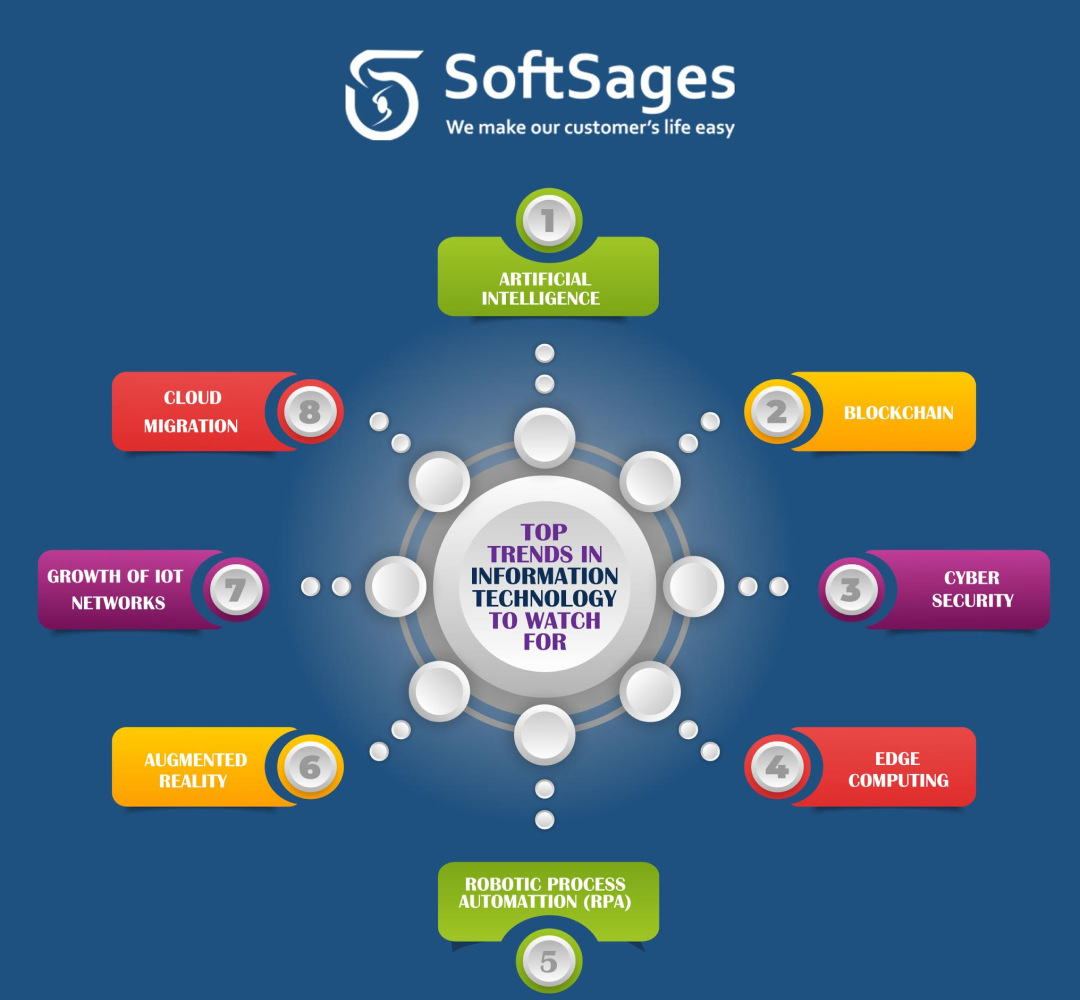 SoftSages
We make our customer's life easy
1
ARTIFICIAL
INTELLIGENCE
2
BLOCKCHAIN
3
CYBER
SECURITY
4
EDGE
COMPUTING
5
ROBOTIC PROCESS
AUTOMATTION (RPA)
6
AUGMENTED
REALITY
7
GROWTH OF IOT
NETWORKS
8
CLOUD
MIGRATION
TOP
TRENDS IN
INFORMATION
TECHNOLOGY
TO WATCH
FOR